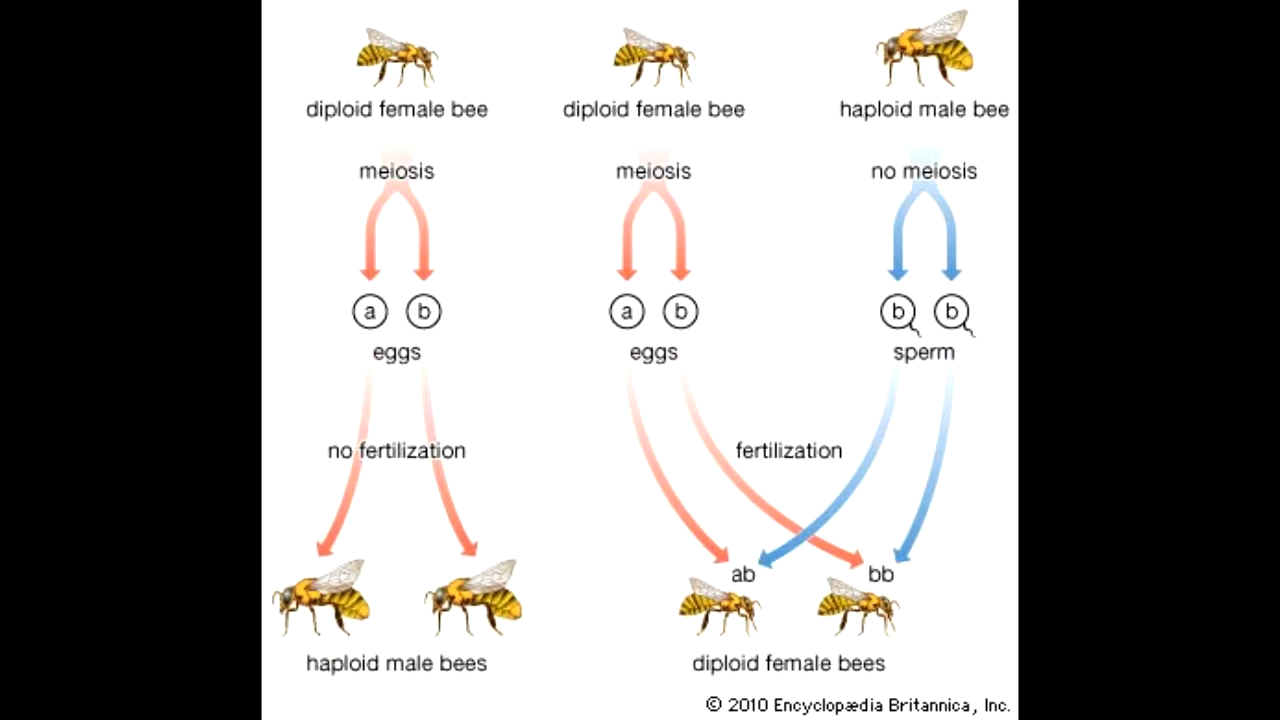 diploid female bee
diploid female bee
haploid male bee
meiosis
meiosis
no meiosis
a
b
a
b
b
b
eggs
eggs
sperm
no fertilization
fertilization
ab
bb
haploid male bees
diploid female bees
© 2010 Encyclopædia Britannica, Inc.